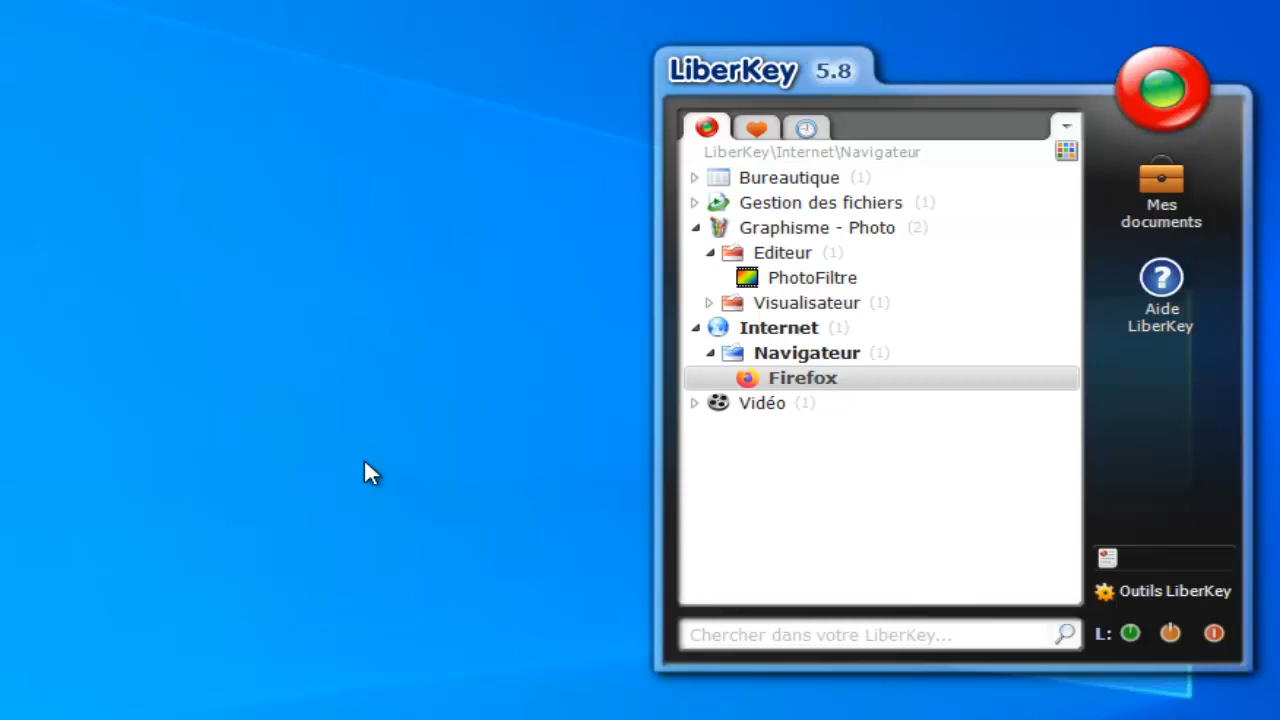 LiberKey 5.8
LiberKey\Internet\Navigateur
Bureautique (1)
Gestion des fichiers (1)
Graphisme - Photo (2)
Editeur (1)
PhotoFiltre
Visualisateur (1)
Internet (1)
Navigateur (1)
Firefox
Vidéo (1)
Chercher dans votre LiberKey...
Mes
documents
?
Aide
LiberKey
Outils LiberKey
L: